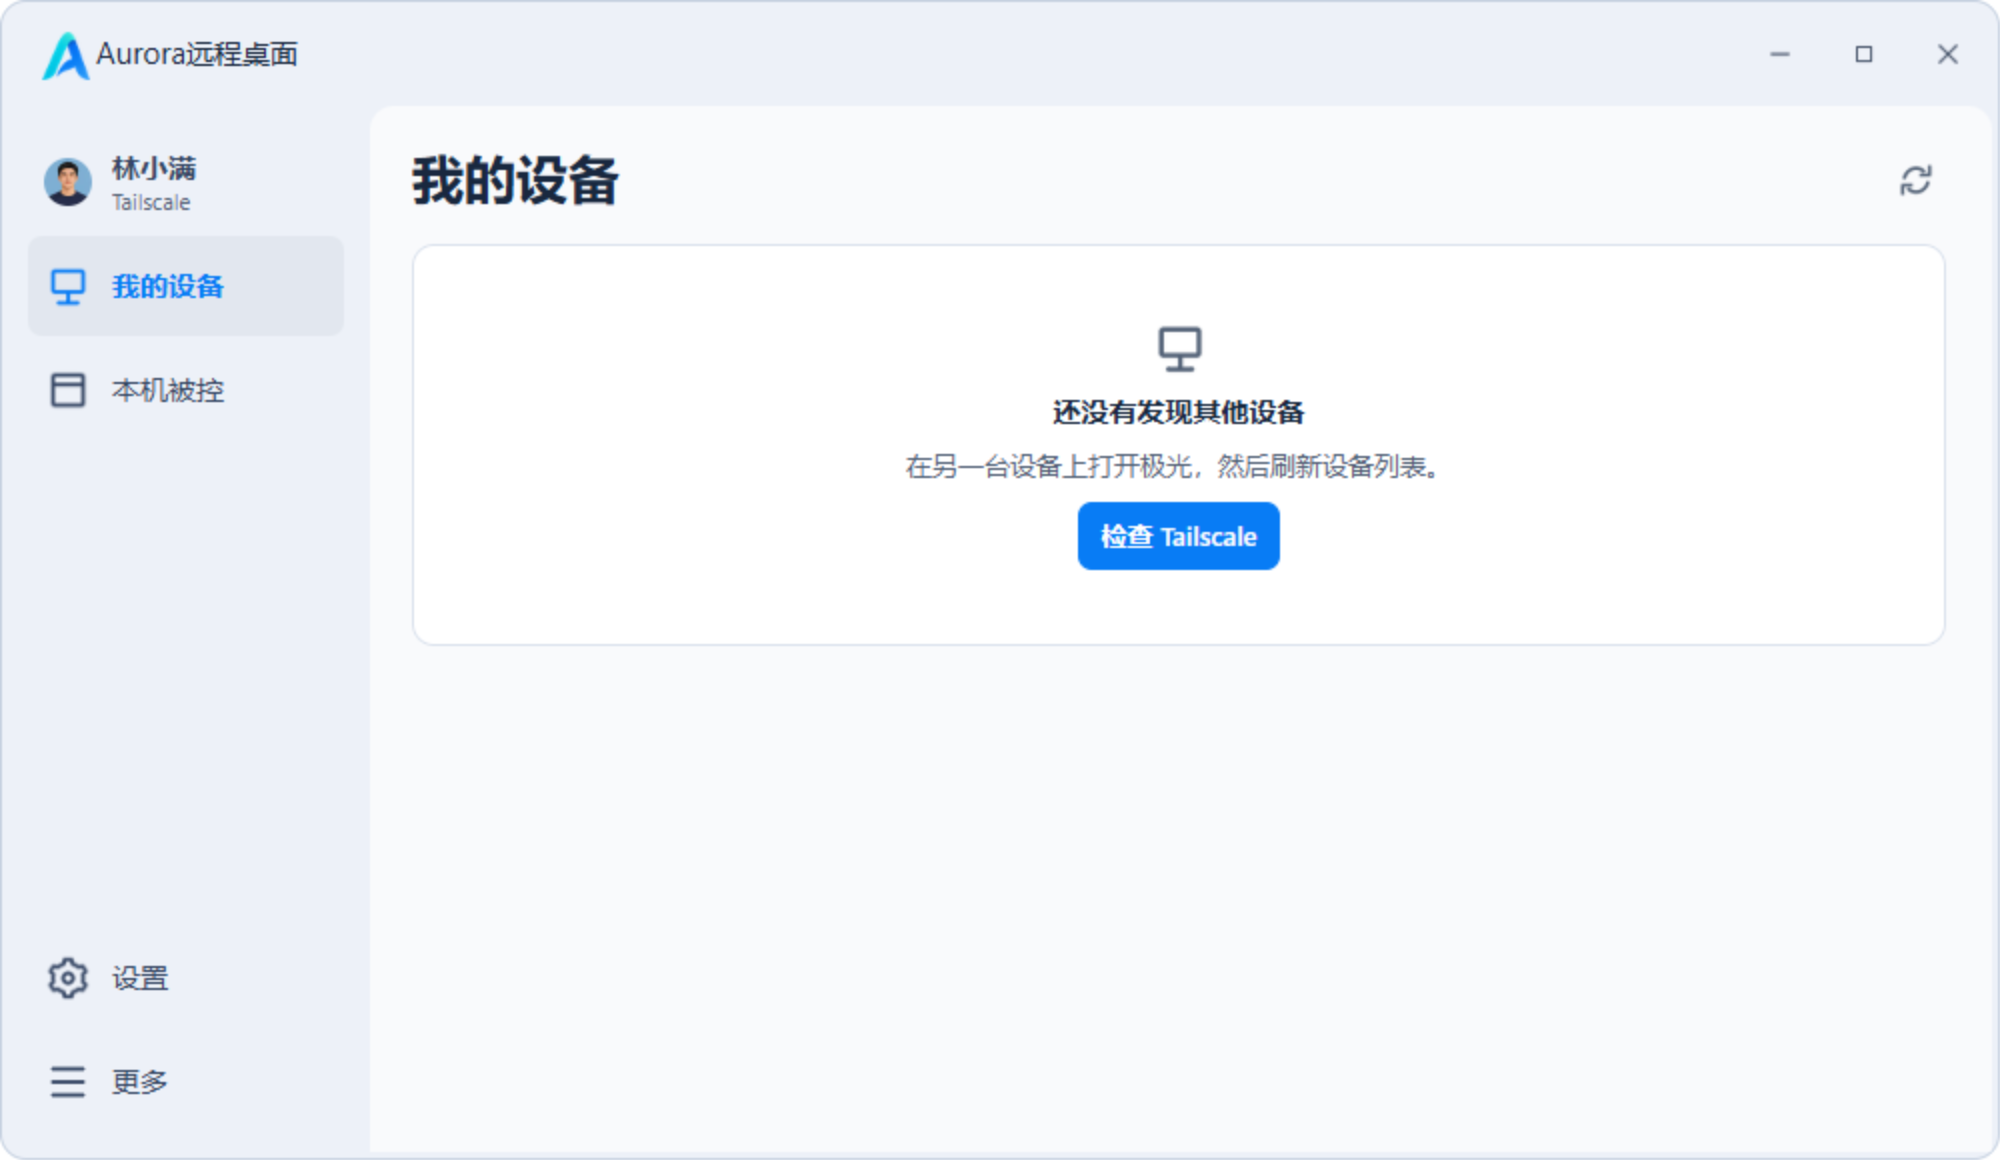 Aurora远程桌面
林小满
Tailscale
我的设备
本机被控
设置
更多
我的设备
还没有发现其他设备
在另一台设备上打开极光，然后刷新设备列表。
检查 Tailscale